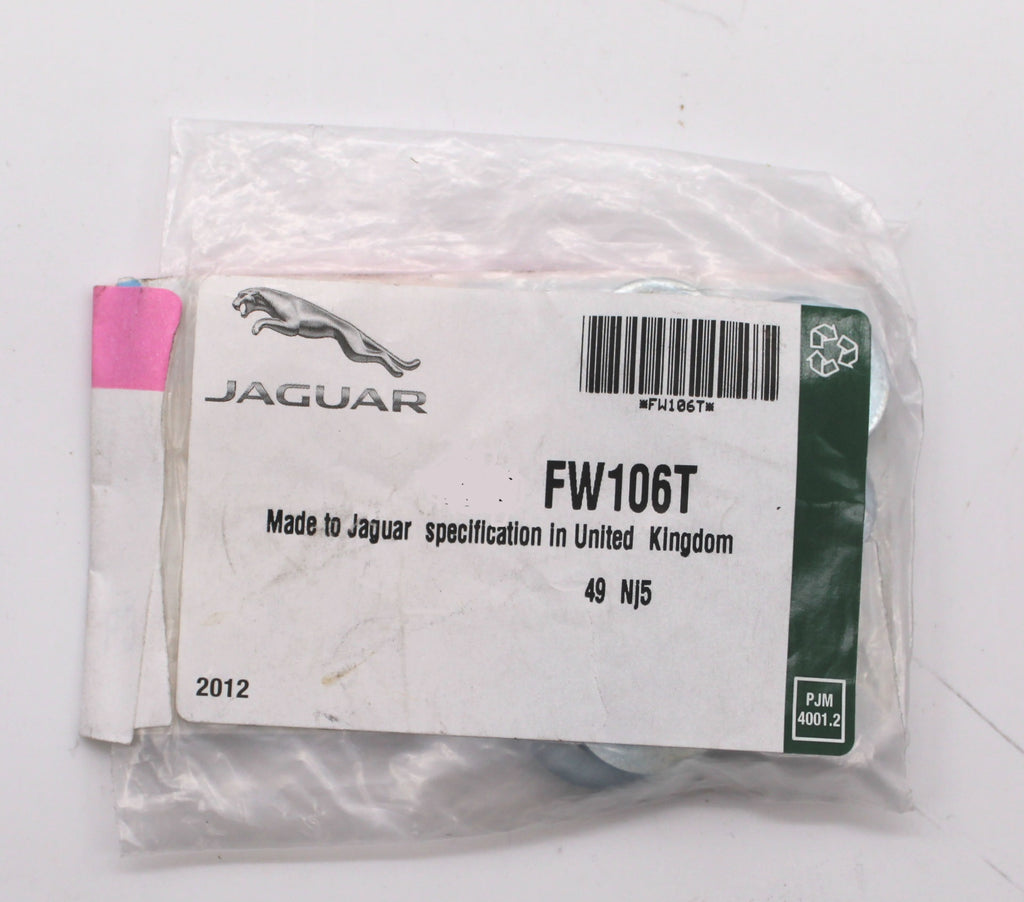 JAGUAR
*FW106T*
FW106T
Made to Jaguar specification in United Kingdom
49 Nj5
2012
PJM
4001.2